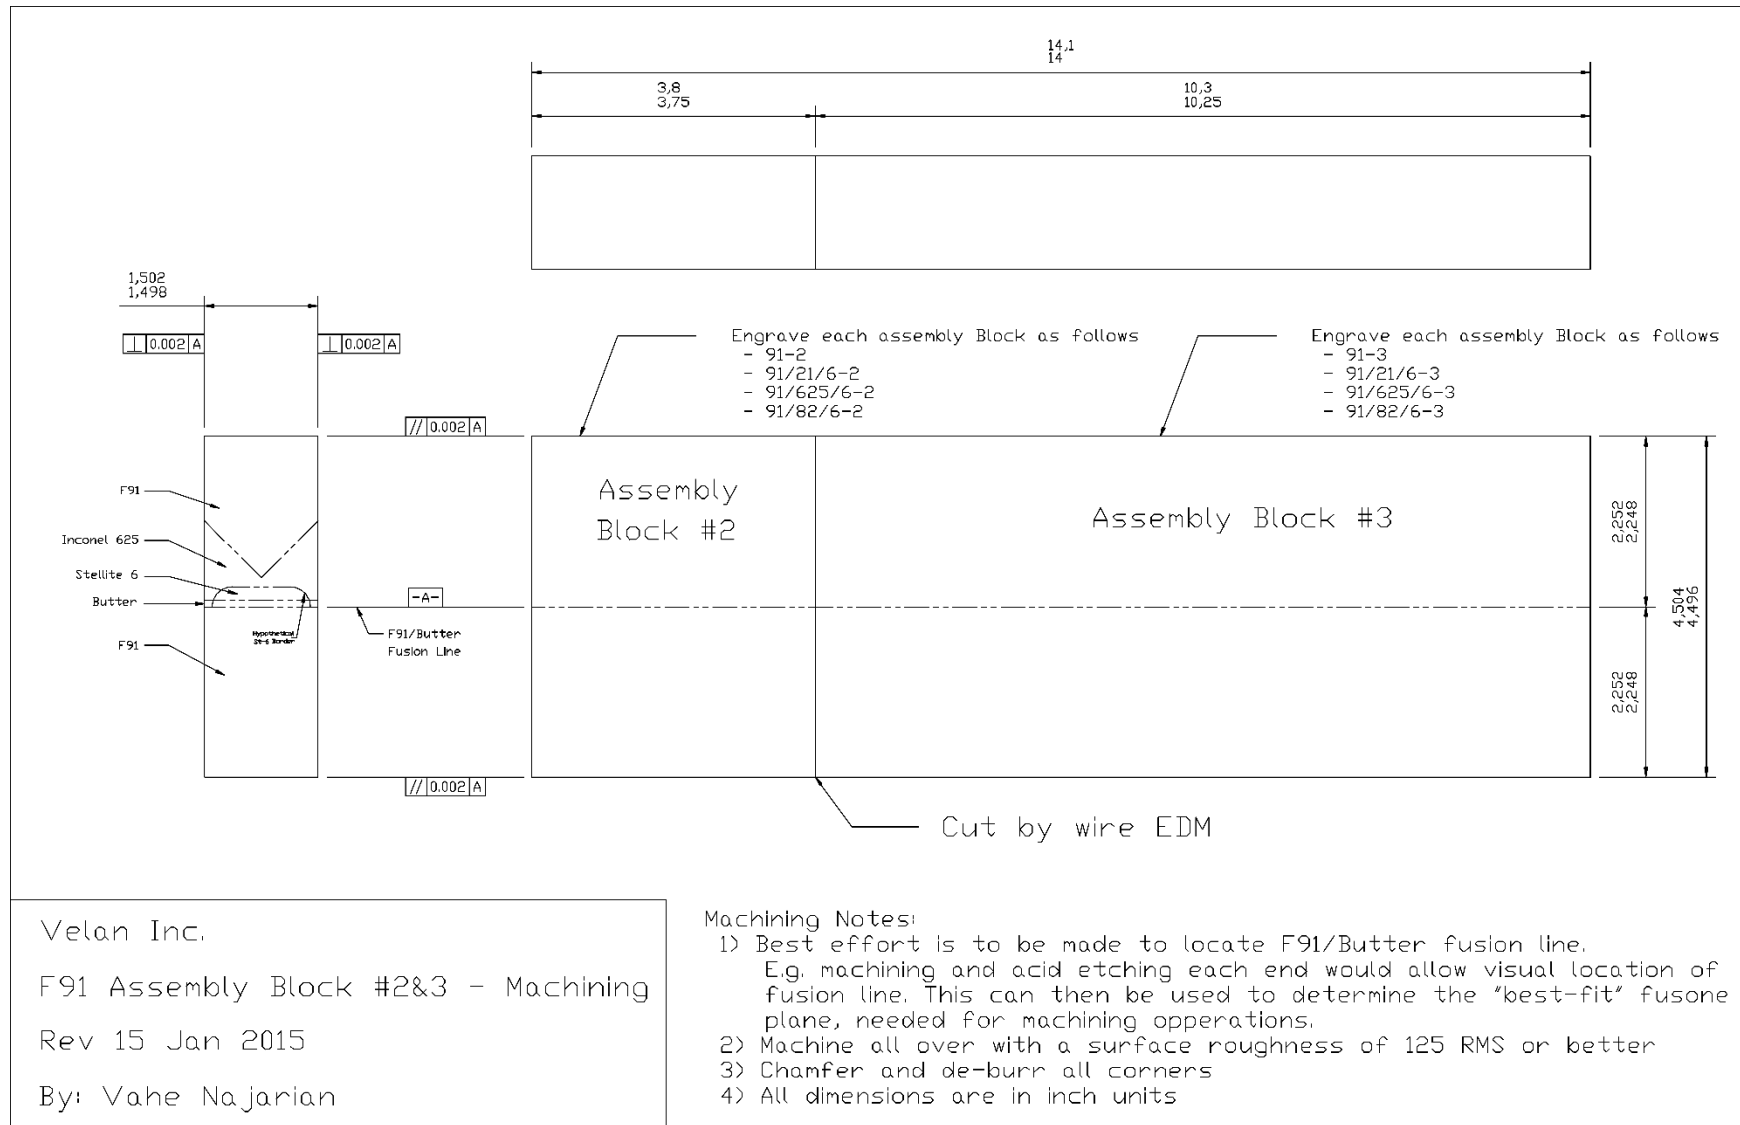 14,1
14
3,8
3,75
10,3
10,25
1,502
1,498
⊥ 0.002 A
⊥ 0.002 A
Engrave each assembly Block as follows
- 91-2
- 91/21/6-2
- 91/625/6-2
- 91/82/6-2
Engrave each assembly Block as follows
- 91-3
- 91/21/6-3
- 91/625/6-3
- 91/82/6-3
// 0.002 A
F91
Inconel 625
Stellite 6
Butter
F91
Hypothetical
St-6 Border
-A-
F91/Butter
Fusion Line
Assembly
Block #2
Assembly Block #3
2,252
2,248
4,504
4,496
2,252
2,248
// 0.002 A
Cut by wire EDM
Velan Inc.
F91 Assembly Block #2&3 - Machining
Rev 15 Jan 2015
By: Vahe Najarian
Machining Notes:
1) Best effort is to be made to locate F91/Butter fusion line.
E.g. machining and acid etching each end would allow visual location of
fusion line. This can then be used to determine the "best-fit" fusone
plane, needed for machining opperations.
2) Machine all over with a surface roughness of 125 RMS or better
3) Chamfer and de-burr all corners
4) All dimensions are in inch units